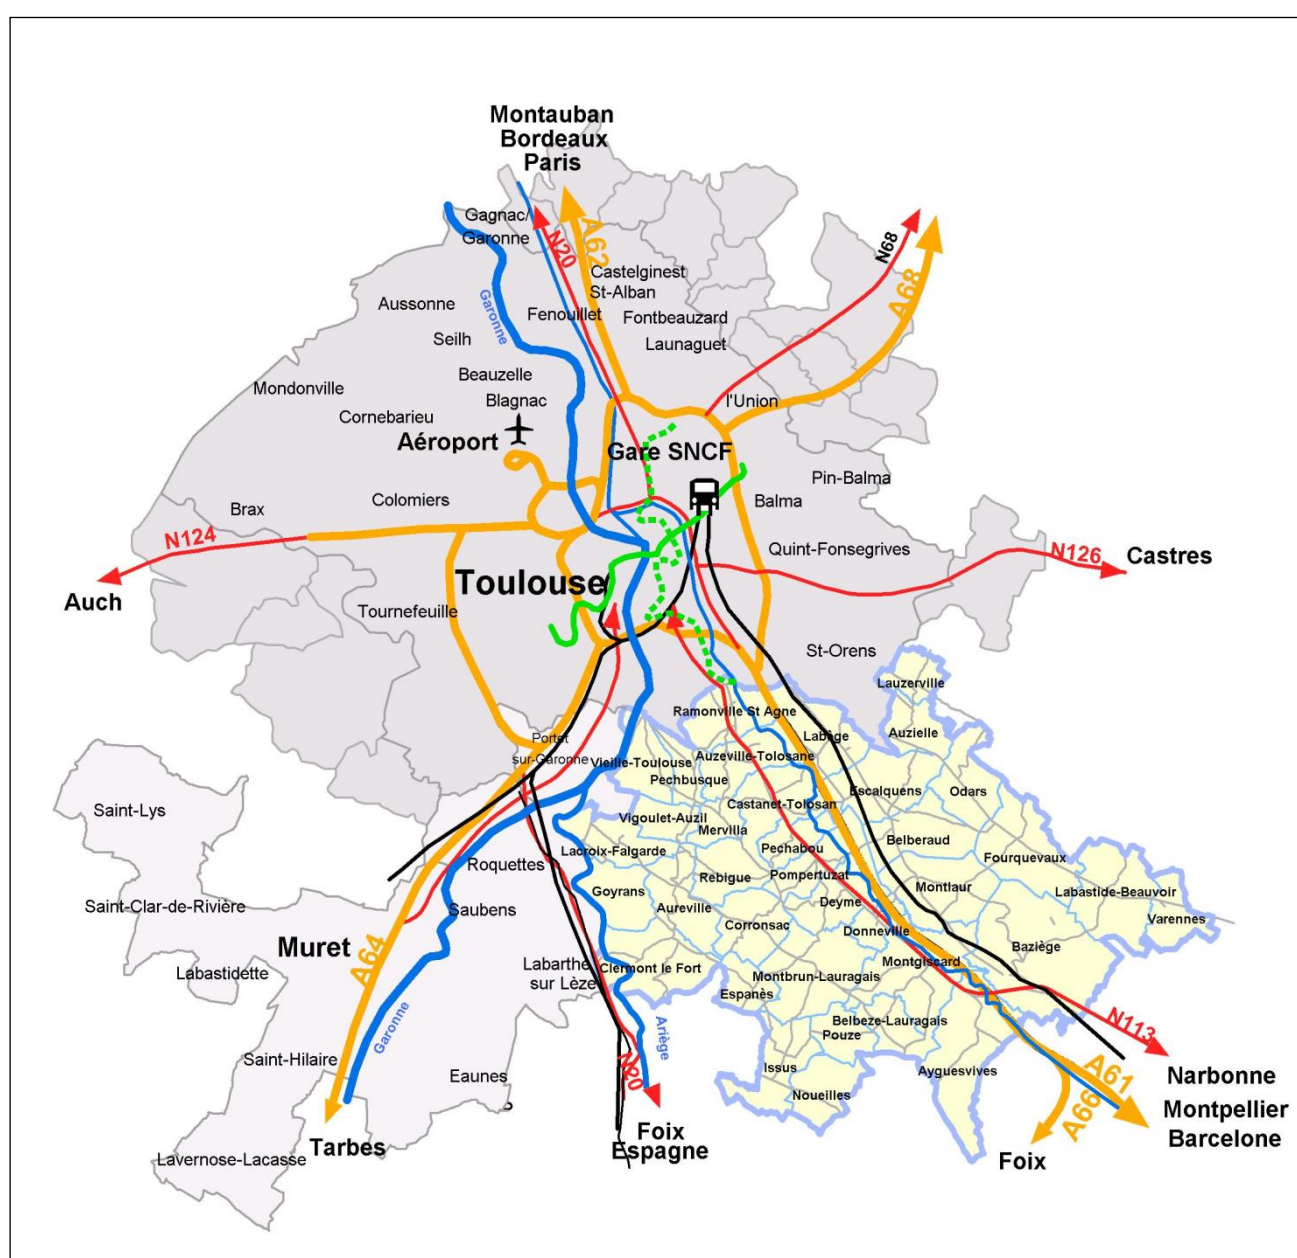 Montauban
Bordeaux
Paris
Gagnac/
Garonne
N20
A62
N68
A68
Castelginest
St-Alban
Aussonne
Garonne
Fenouillet
Fontbeauzard
Seilh
Launaguet
Beauzelle
Mondonville
Blagnac
l'Union
Cornebarieu
Aéroport
Gare SNCF
Pin-Balma
Colomiers
Balma
Brax
N124
Quint-Fonsegrives
N126
Castres
Toulouse
Auch
Tournefeuille
St-Orens
Lauzerville
Ramonville St Agne
Labège
Auzielle
Portet
sur-Garonne
Vieille-Toulouse
Auzeville-Tolosane
Pechbusque
Escalquens
Odars
Saint-Lys
Castanet-Tolosan
Vigoulet-Auzil
Mervilla
Belberaud
Pechabou
Lacroix-Falgarde
Fourquevaux
Roquettes
Rebigue
Pompertuzat
Goyrans
Montlaur
Labastide-Beauvoir
Saint-Clar-de-Rivière
Saubens
Aureville
Deyme
Varennes
Corronsac
Donneville
Muret
A64
Baziège
Labastidette
Labarthe
sur Lèze
Clermont le Fort
Montgiscard
Montbrun-Lauragais
Espanès
Garonne
Ariège
Belbeze-Lauragais
Pouze
N113
Saint-Hilaire
Eaunes
N20
Issus
Ayguesvives
Noueilles
A61
A66
Narbonne
Montpellier
Barcelone
Tarbes
Foix
Espagne
Lavernose-Lacasse
Foix